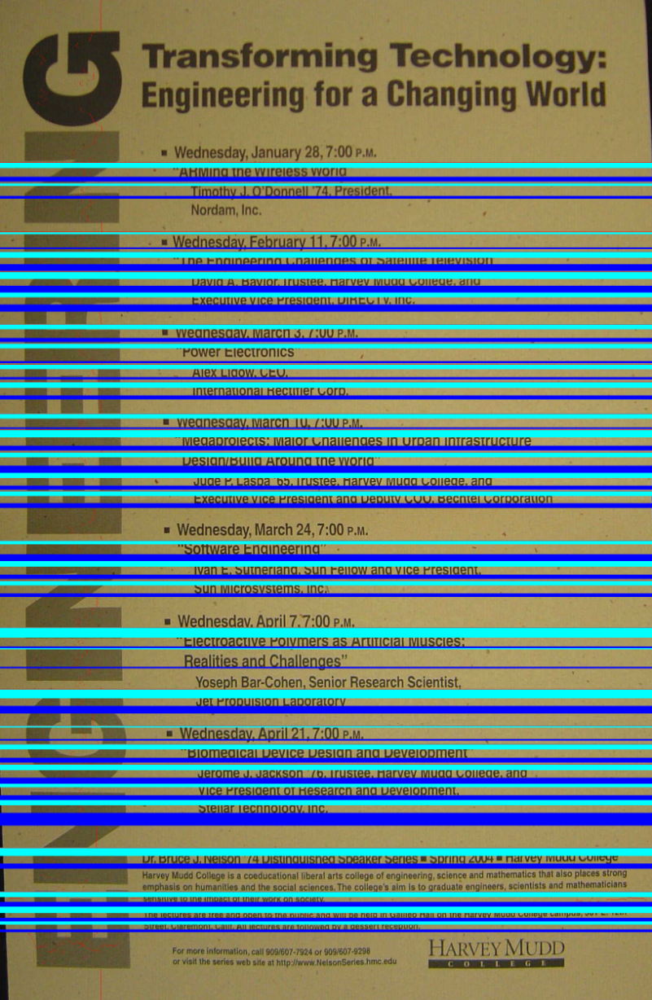 ENGINEERING
Transforming Technology:
Engineering for a Changing World
▪ Wednesday, January 28, 7:00 P.M.
"ARMing the Wireless World"
Timothy J. O'Donnell '74, President,
Nordam, Inc.
▪ Wednesday, February 11, 7:00 P.M.
"The Engineering Challenges of Satellite Television"
David A. Baylor, Trustee, Harvey Mudd College, and
Executive Vice President, DIRECTV, Inc.
▪ Wednesday, March 3, 7:00 P.M.
"Power Electronics"
Alex Lidow, CEO,
International Rectifier Corp.
▪ Wednesday, March 10, 7:00 P.M.
"Megaprojects: Major Challenges in Urban Infrastructure
Design/Build Around the World"
Jude P. Laspa '65, Trustee, Harvey Mudd College, and
Executive Vice President and Deputy COO, Bechtel Corporation
▪ Wednesday, March 24, 7:00 P.M.
"Software Engineering"
Ivan E. Sutherland, Sun Fellow and Vice President,
Sun Microsystems, Inc.
▪ Wednesday, April 7, 7:00 P.M.
"Electroactive Polymers as Artificial Muscles:
Realities and Challenges"
Yoseph Bar-Cohen, Senior Research Scientist,
Jet Propulsion Laboratory
▪ Wednesday, April 21, 7:00 P.M.
"Biomedical Device Design and Development"
Jerome J. Jackson '76, Trustee, Harvey Mudd College, and
Vice President of Research and Development,
Stellar Technology, Inc.
Dr. Bruce J. Nelson '74 Distinguished Speaker Series ▪ Spring 2004 ▪ Harvey Mudd College
Harvey Mudd College is a coeducational liberal arts college of engineering, science and mathematics that also places strong
emphasis on humanities and the social sciences. The college's aim is to graduate engineers, scientists and mathematicians
sensitive to the impact of their work on society.
The lectures are free and open to the public and will be held in Galileo Hall on the Harvey Mudd College campus,
Street, Claremont, Calif. All lectures are followed by a dessert reception.
For more information, call 909/607-7924 or 909/607-9298
or visit the series web site at http://www.NelsonSeries.hmc.edu
HARVEY MUDD
COLLEGE